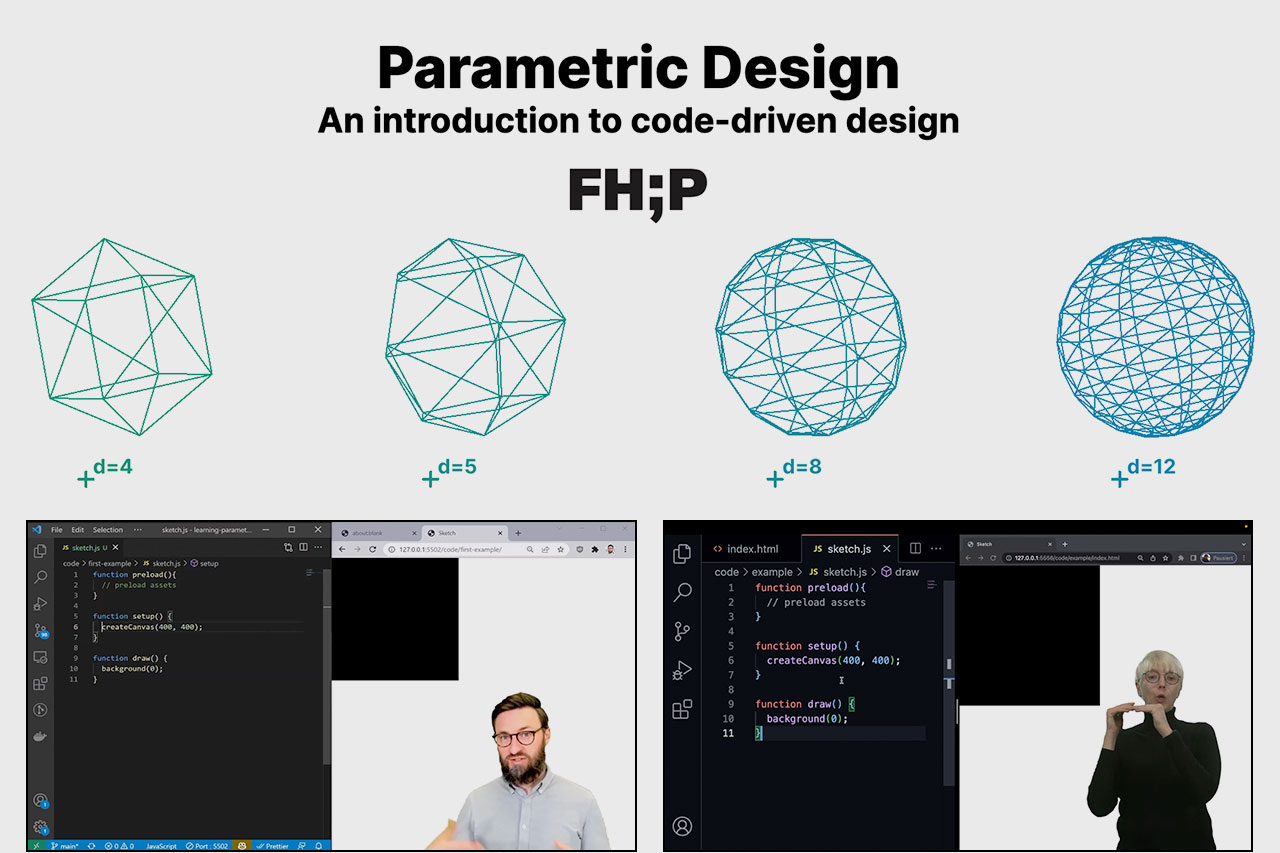 Parametric Design
An introduction to code-driven design
FH;P
d=4
d=5
d=8
d=12
File Edit Selection ··· sketch.js - learning-paramet...
JS sketch.js U
code > first-example > JS sketch.js > setup
1 function preload(){
2 // preload assets
3 }
4
5 function setup() {
6 createCanvas(400, 400);
7 }
8
9 function draw() {
10 background(0);
11 }
main* 0 0 JavaScript Port : 5502 Prettier
about:blank Sketch
127.0.0.1:5502/code/first-example/
index.html JS sketch.js
code > example > JS sketch.js > draw
1 function preload(){
2 // preload assets
3 }
4
5 function setup() {
6 createCanvas(400, 400);
7 }
8
9 function draw() {
10 background(0);
11 }
Sketch
127.0.0.1:5556/code/example/index.html Pausiert